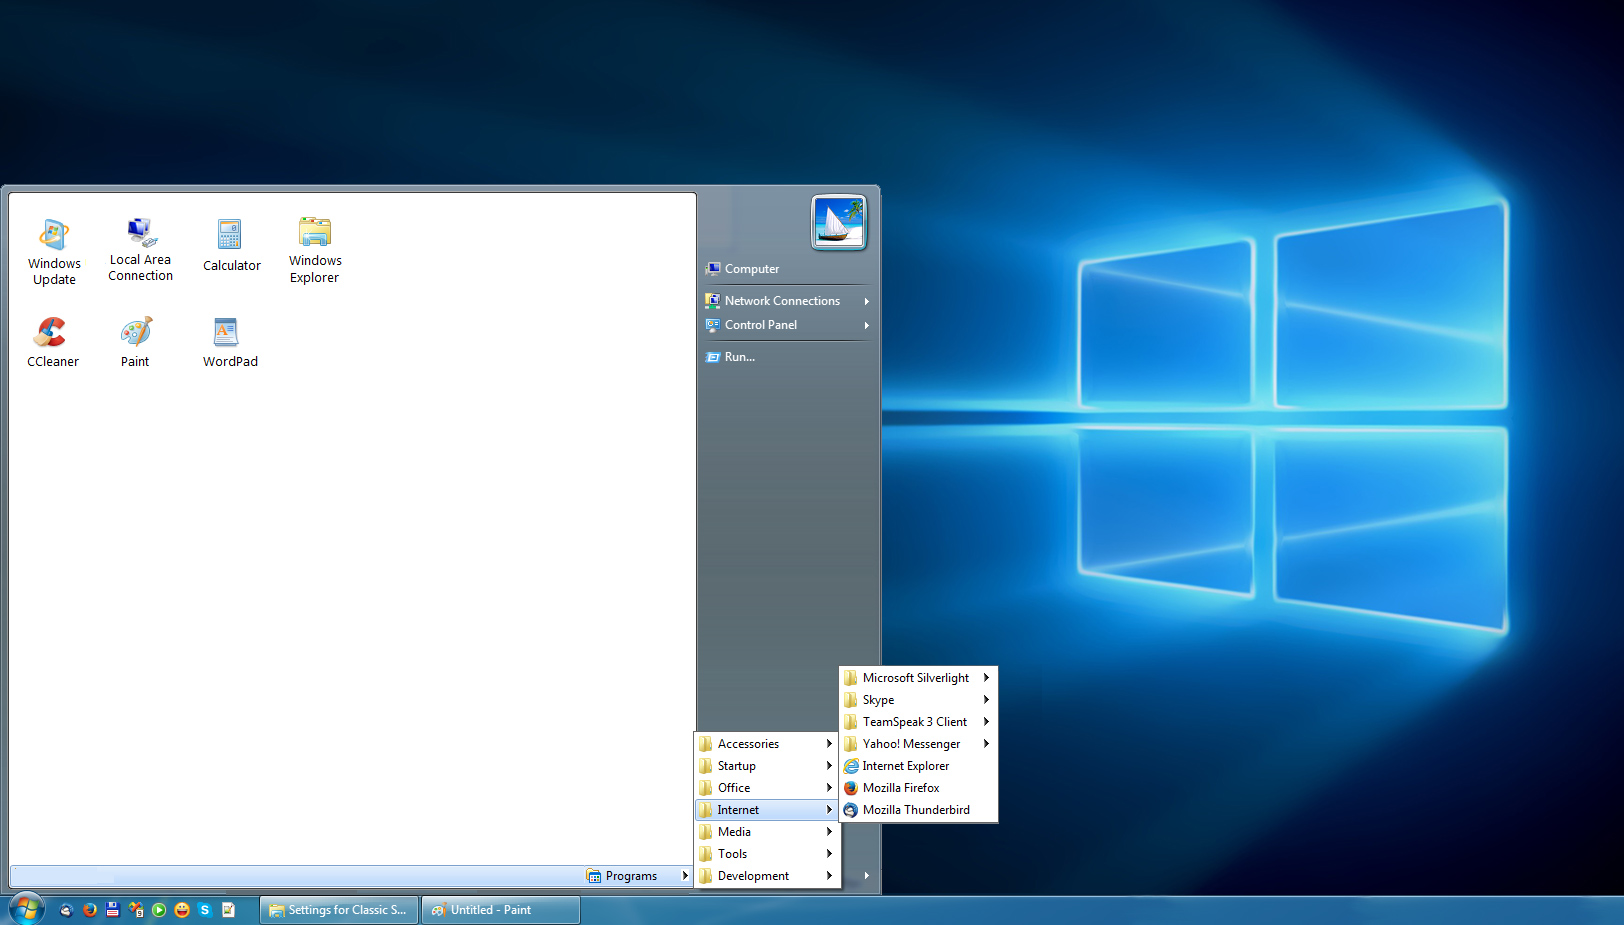 Windows
Update
Local Area
Connection
Calculator
Windows
Explorer
CCleaner
Paint
WordPad
Computer
Network Connections
Control Panel
Run...
Microsoft Silverlight
Skype
TeamSpeak 3 Client
Yahoo! Messenger
Internet Explorer
Mozilla Firefox
Mozilla Thunderbird
Accessories
Startup
Office
Internet
Media
Tools
Development
Programs
Settings for Classic S...
Untitled - Paint